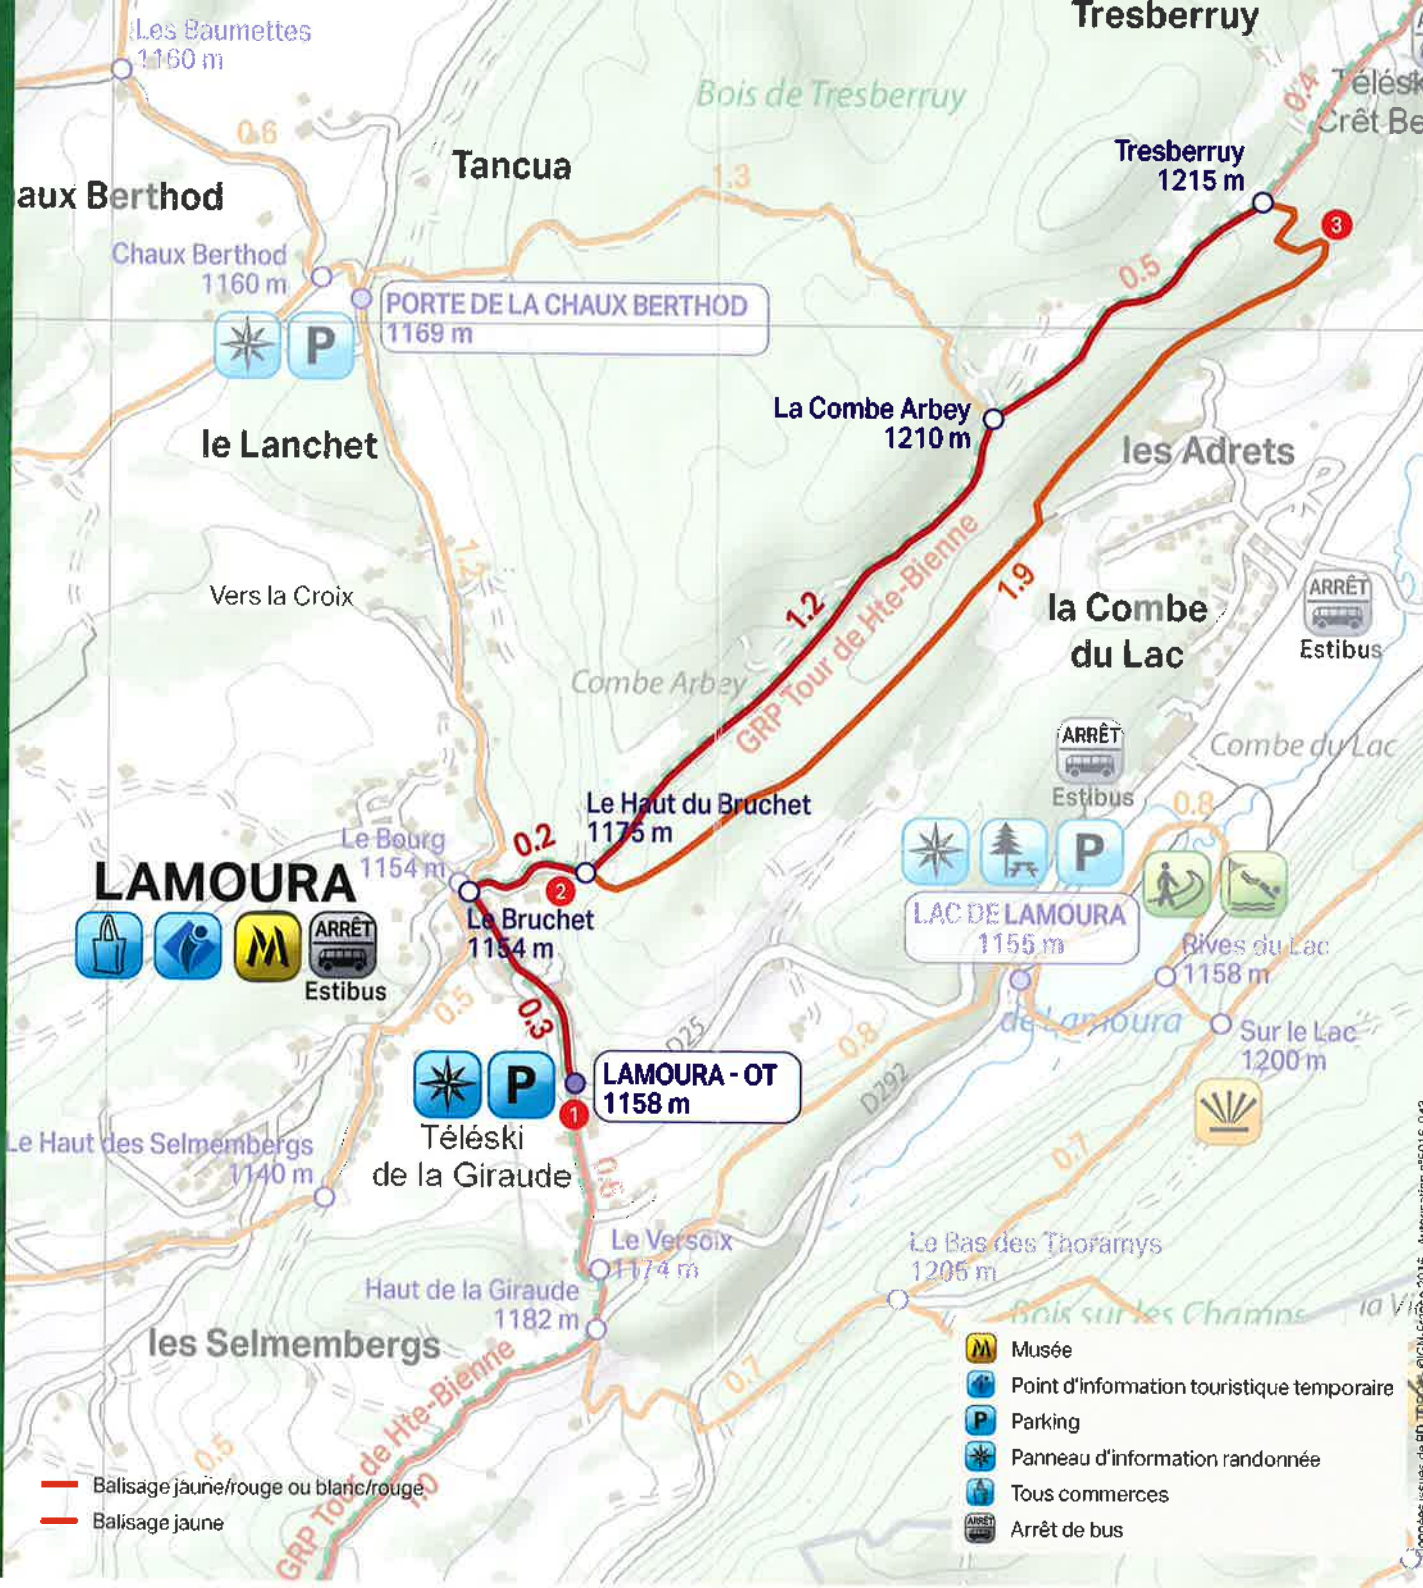 Tresberruy
Les Baumettes
1160 m
Bois de Tresberruy
0.4
Crêt Be
0.6
Tancua
Tresberruy
1215 m
1.3
aux Berthod
3
Chaux Berthod
1160 m
0.5
PORTE DE LA CHAUX BERTHOD
1169 m
P
La Combe Arbey
1210 m
le Lanchet
les Adrets
GRP Tour de Hte-Bienne
1.2
1.9
1.2
Vers la Croix
la Combe
du Lac
ARRÊT
Estibus
Combe Arbey
ARRÊT
Estibus
Combe du Lac
Le Haut du Bruchet
1175 m
0.8
Le Bourg
1154 m
0.2
LAMOURA
2
P
Le Bruchet
1154 m
LAC DE LAMOURA
1156 m
M
ARRÊT
Estibus
Rives du Lac
1158 m
0.5
0.3
D25
0.8
de Lamoura
Sur le Lac
1200 m
P
LAMOURA - OT
1158 m
D292
1
Téléski
de la Giraude
Le Haut des Selmembergs
1140 m
0.6
0.7
Le Versoix
1174 m
Le Bas des Thoramys
1205 m
Haut de la Giraude
1182 m
Bois sur les Champs
la Vi
les Selmembergs
0.7
GRP Tour de Hte-Bienne
0.5
1.0
M Musée
Point d'information touristique temporaire
P Parking
Panneau d'information randonnée
Tous commerces
ARRÊT Arrêt de bus
Balisage jaune/rouge ou blanc/rouge
Balisage jaune